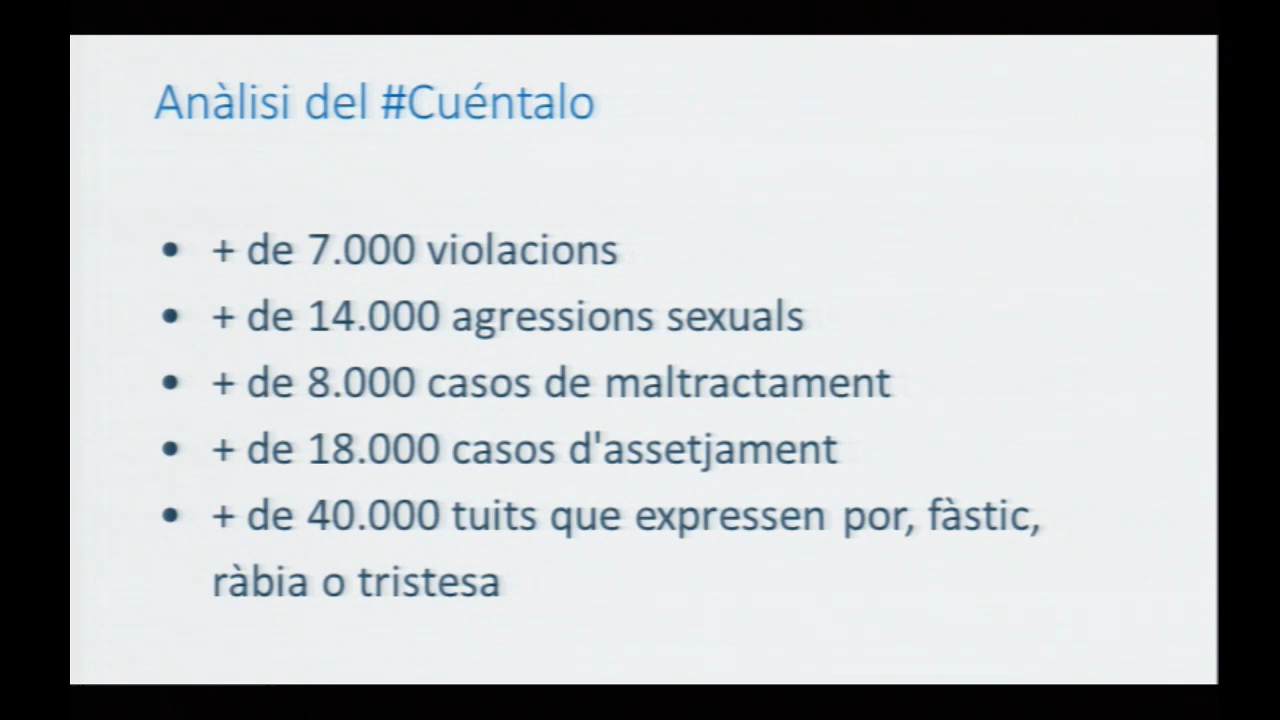 Anàlisi del #Cuéntalo
• + de 7.000 violacions
• + de 14.000 agressions sexuals
• + de 8.000 casos de maltractament
• + de 18.000 casos d'assetjament
• + de 40.000 tuits que expressen por, fàstic,
ràbia o tristesa